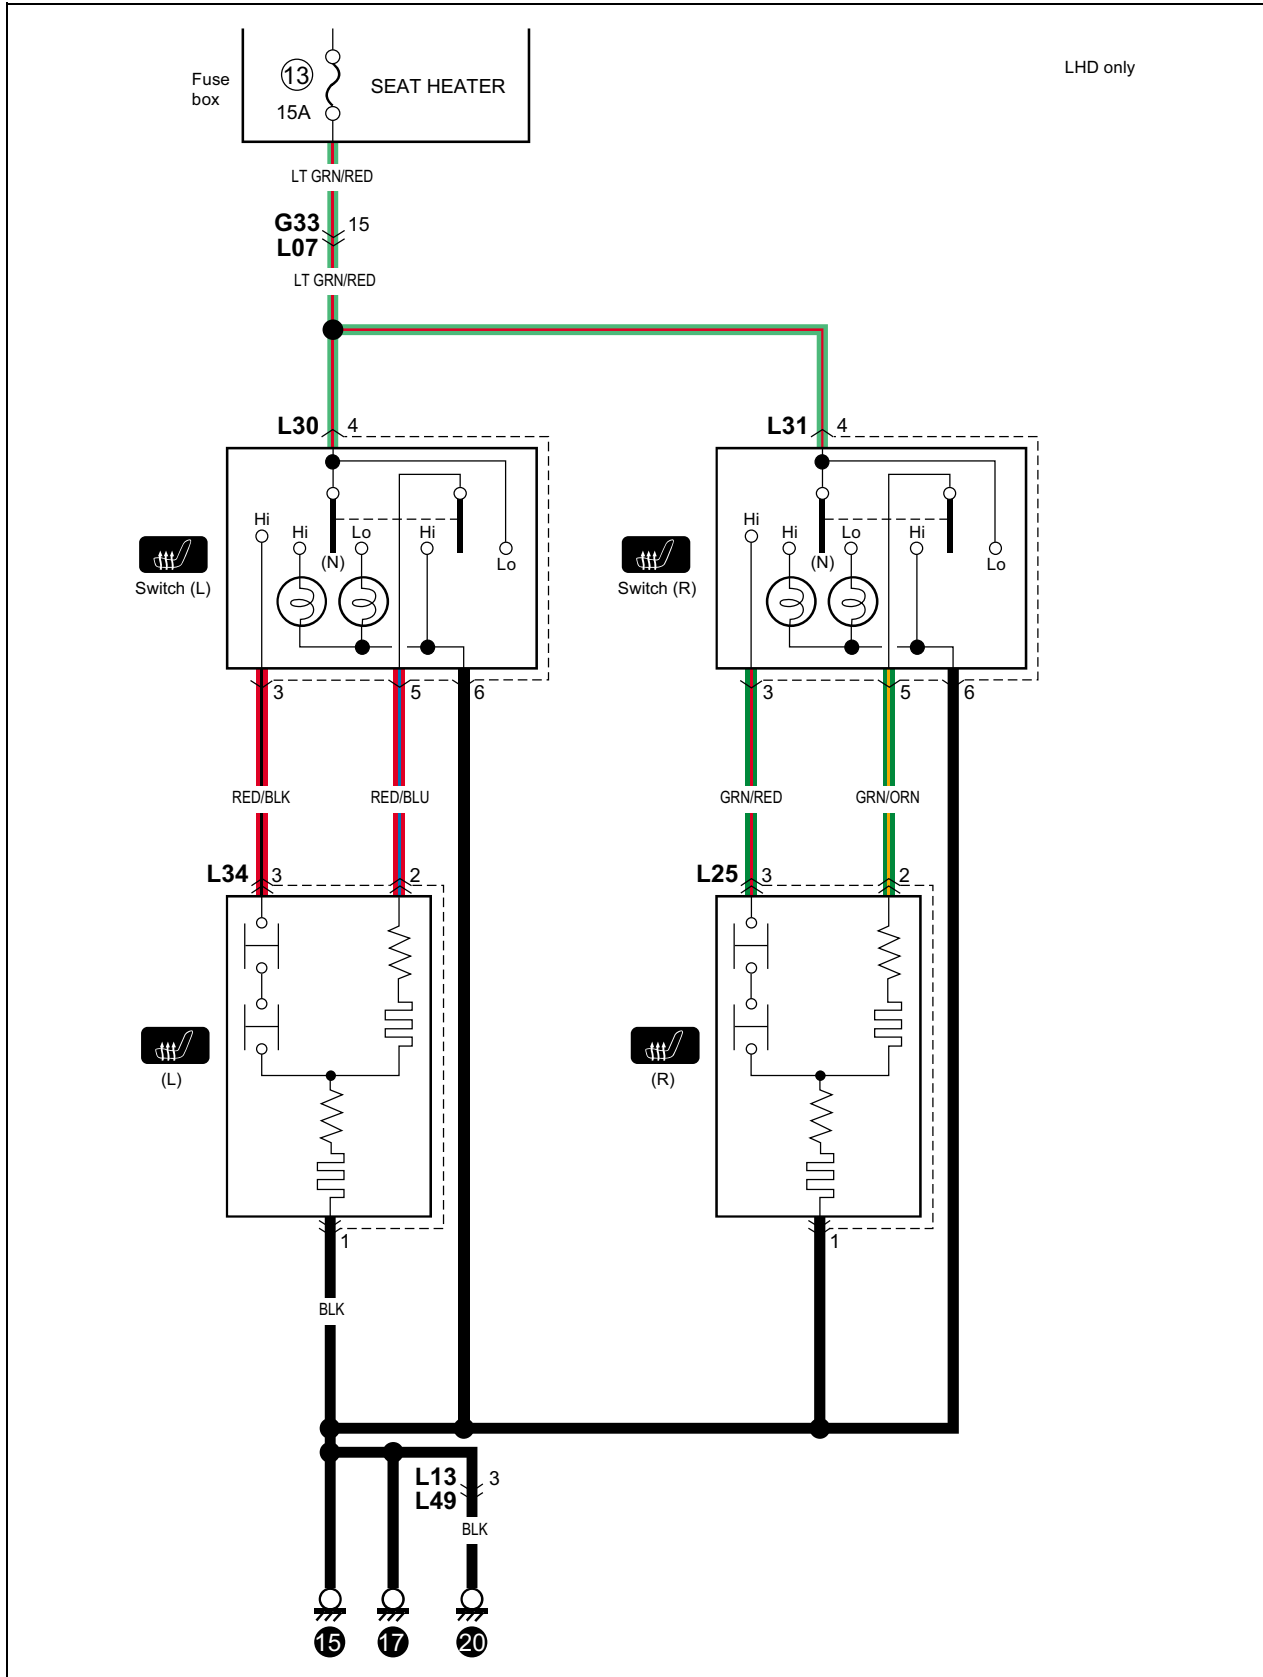 LHD only
Fuse
box
13
15A
SEAT HEATER
LT GRN/RED
G33
15
L07
LT GRN/RED
L30
4
L31
4
Hi
Hi
(N)
Lo
Hi
Lo
Switch (L)
Hi
Hi
(N)
Lo
Hi
Lo
Switch (R)
3
5
6
3
5
6
RED/BLK
RED/BLU
GRN/RED
GRN/ORN
L34
3
2
L25
3
2
(L)
(R)
1
1
BLK
L13
3
L49
BLK
15
17
20